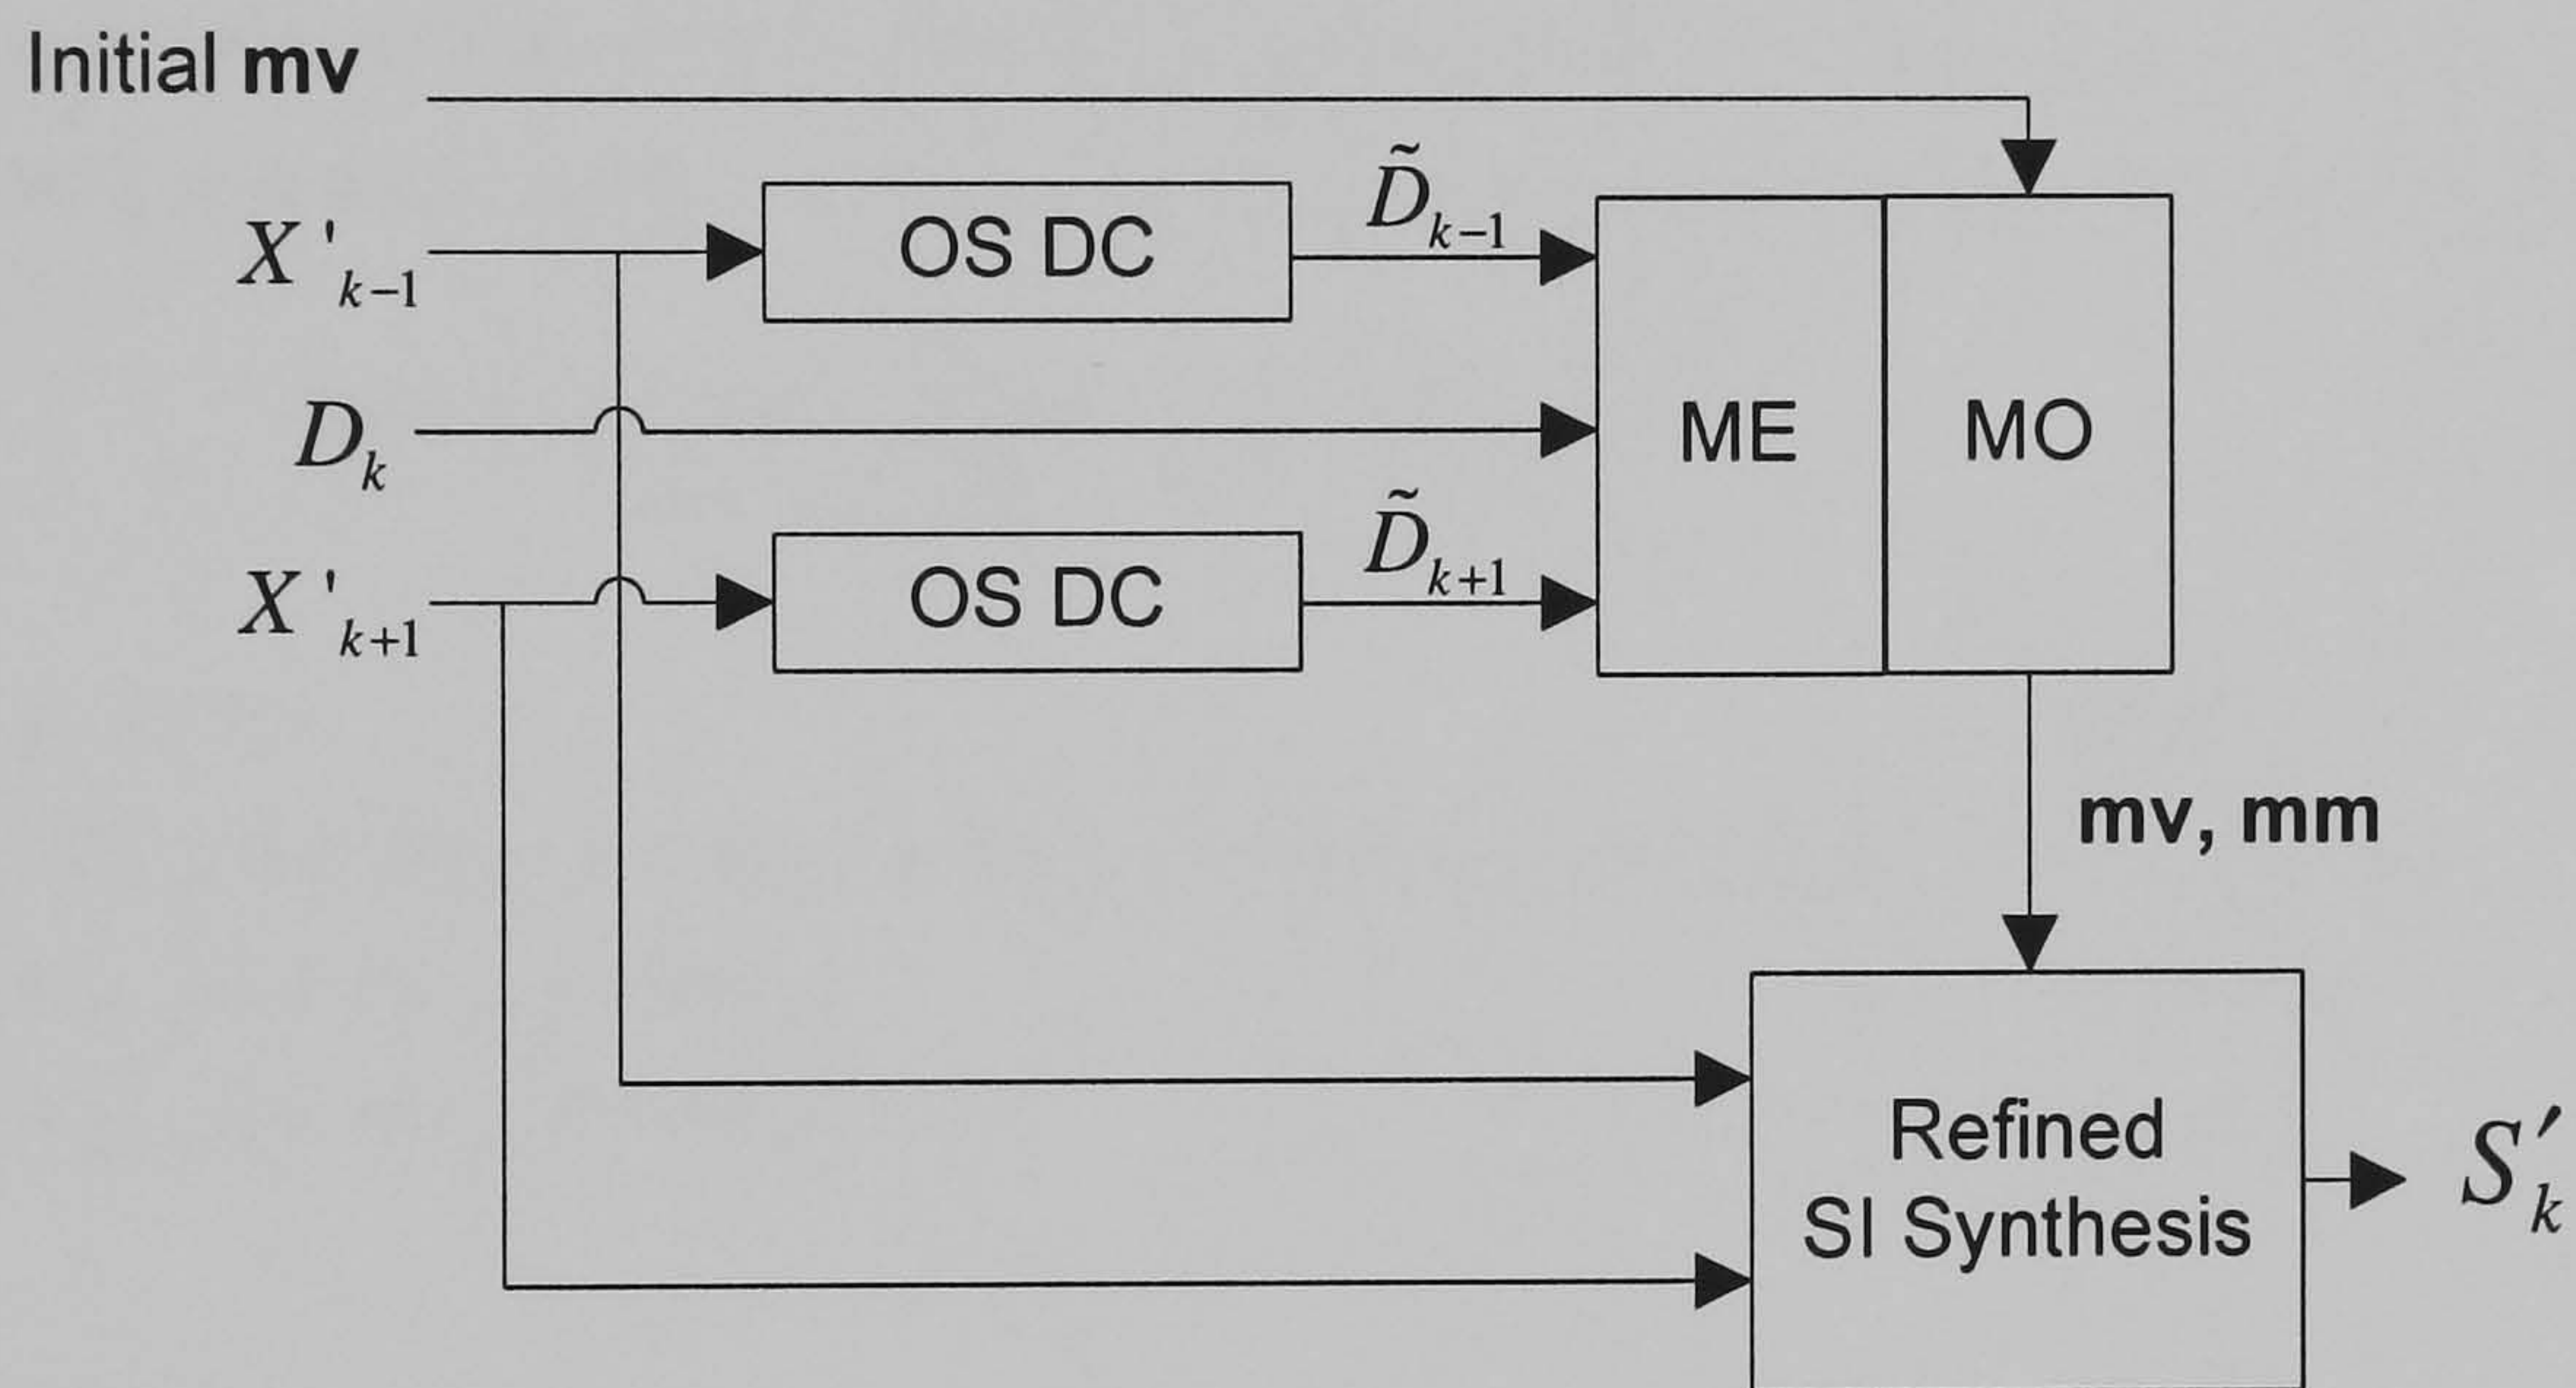 Initial mv
X'k−1
OS DC
D̃k−1
Dk
ME
MO
X'k+1
OS DC
D̃k+1
mv, mm
Refined
SI Synthesis
S′k